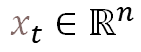 xₜ ∈ ℝⁿ